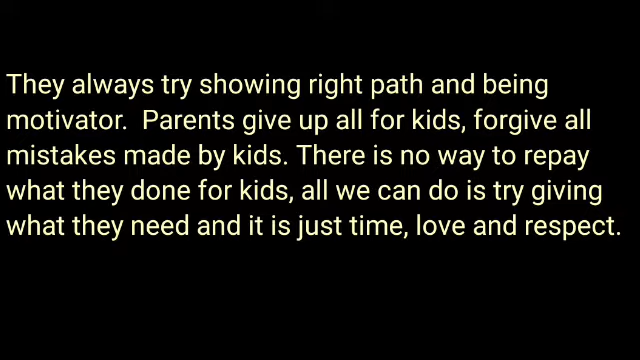 They always try showing right path and being
motivator.  Parents give up all for kids, forgive all
mistakes made by kids. There is no way to repay
what they done for kids, all we can do is try giving
what they need and it is just time, love and respect.